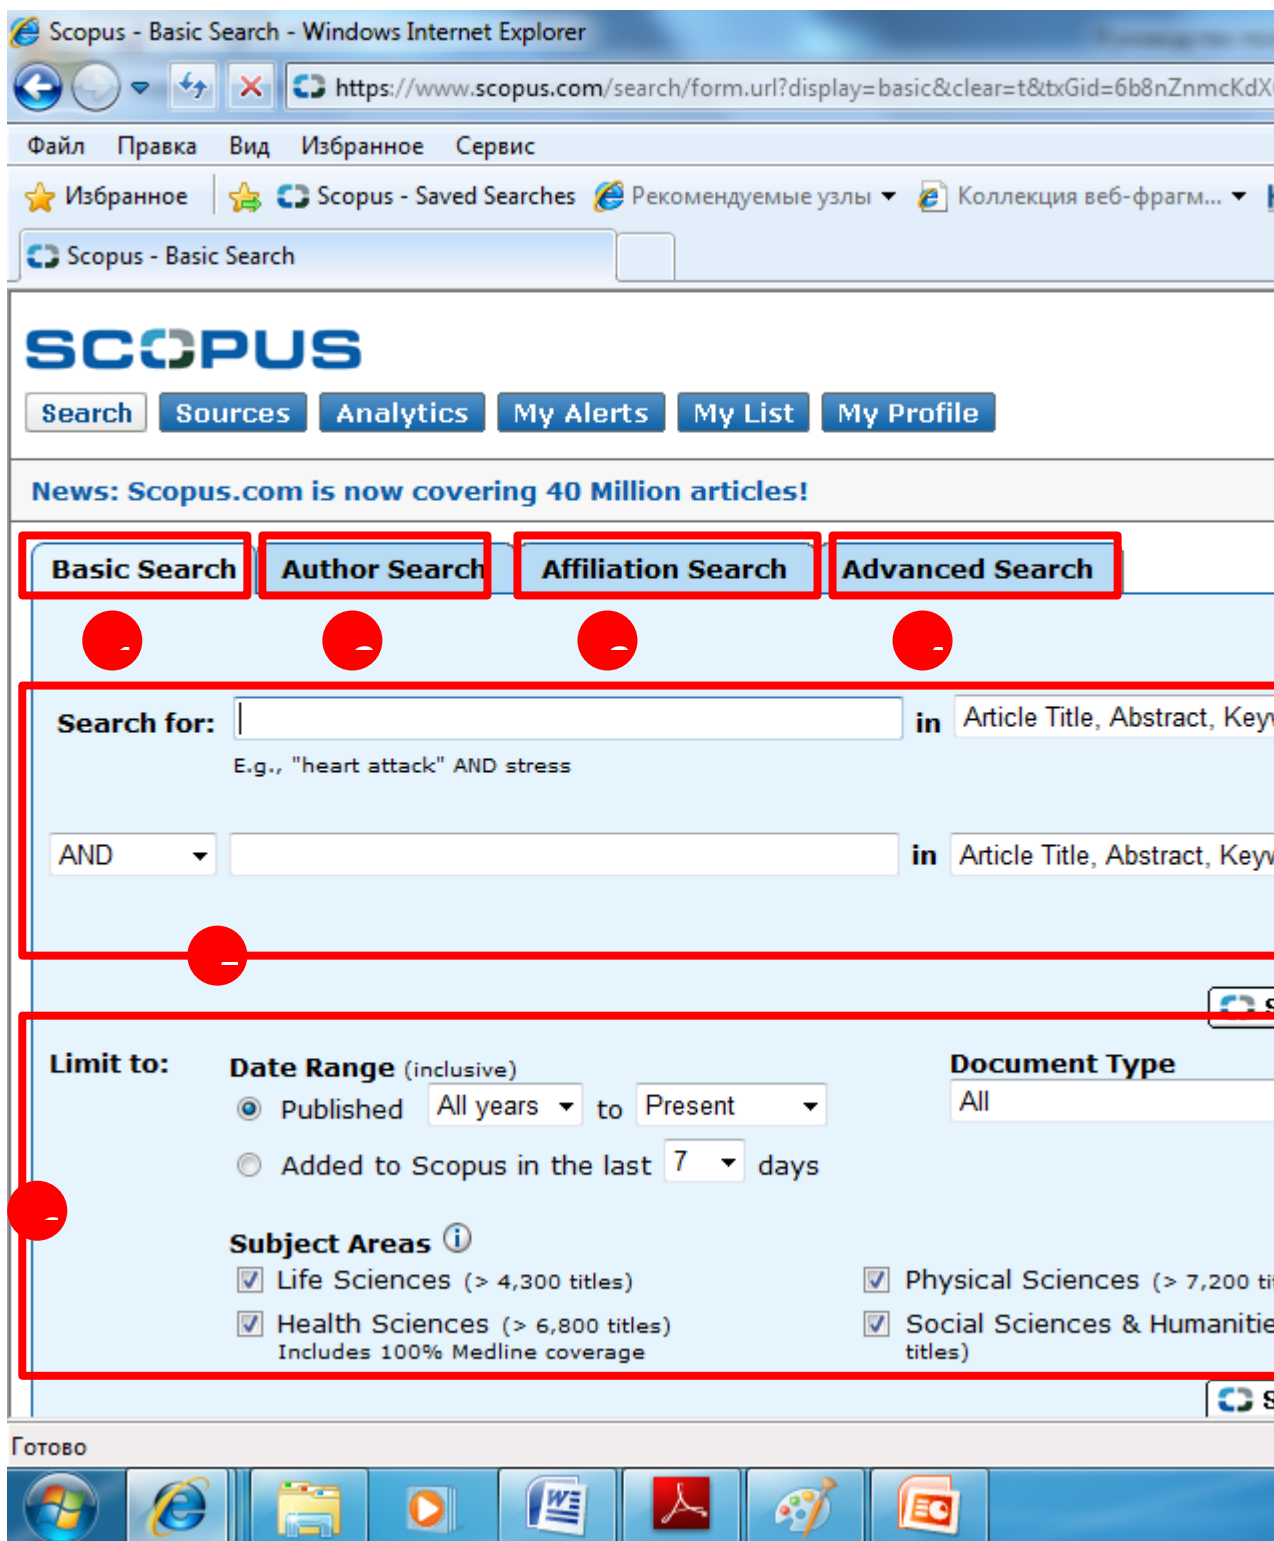 Scopus - Basic Search - Windows Internet Explorer
https://www.scopus.com/search/form.url?display=basic&clear=t&txGid=6b8nZnmcKdX
Файл Правка Вид Избранное Сервис
Избранное Scopus - Saved Searches Рекомендуемые узлы Коллекция веб-фрагм...
Scopus - Basic Search
SCOPUS
Search Sources Analytics My Alerts My List My Profile
News: Scopus.com is now covering 40 Million articles!
Basic Search Author Search Affiliation Search Advanced Search
Search for: in Article Title, Abstract, Keyw
E.g., "heart attack" AND stress
AND in Article Title, Abstract, Keyw
S
Limit to: Date Range (inclusive) Document Type
Published All years to Present All
Added to Scopus in the last 7 days
Subject Areas
Life Sciences (> 4,300 titles) Physical Sciences (> 7,200 ti
Health Sciences (> 6,800 titles) Social Sciences & Humanitie
Includes 100% Medline coverage titles)
S
Готово